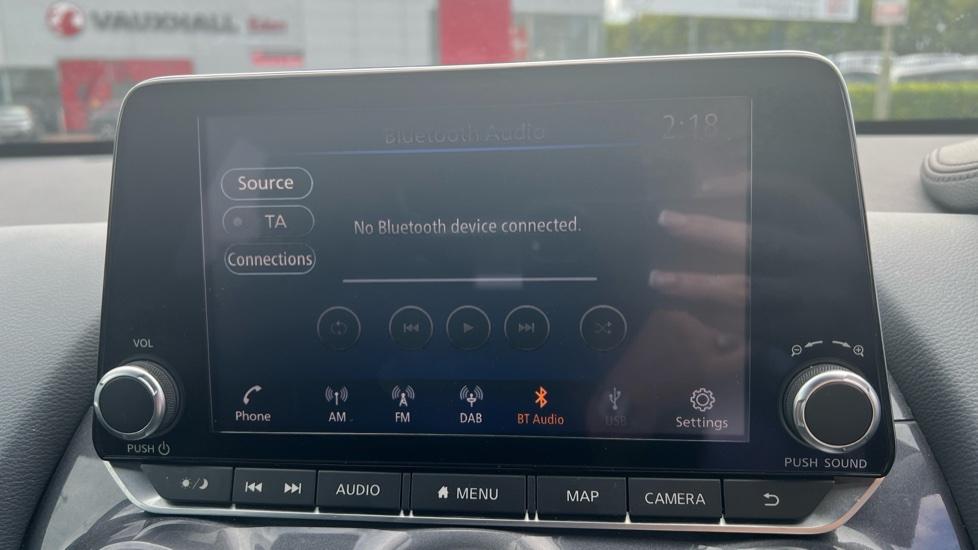 VAUXHALL Eden
Bluetooth Audio 2:18
Source
TA
No Bluetooth device connected.
Connections
VOL
PUSH
Phone AM FM DAB BT Audio USB Settings
PUSH SOUND
AUDIO MENU MAP CAMERA